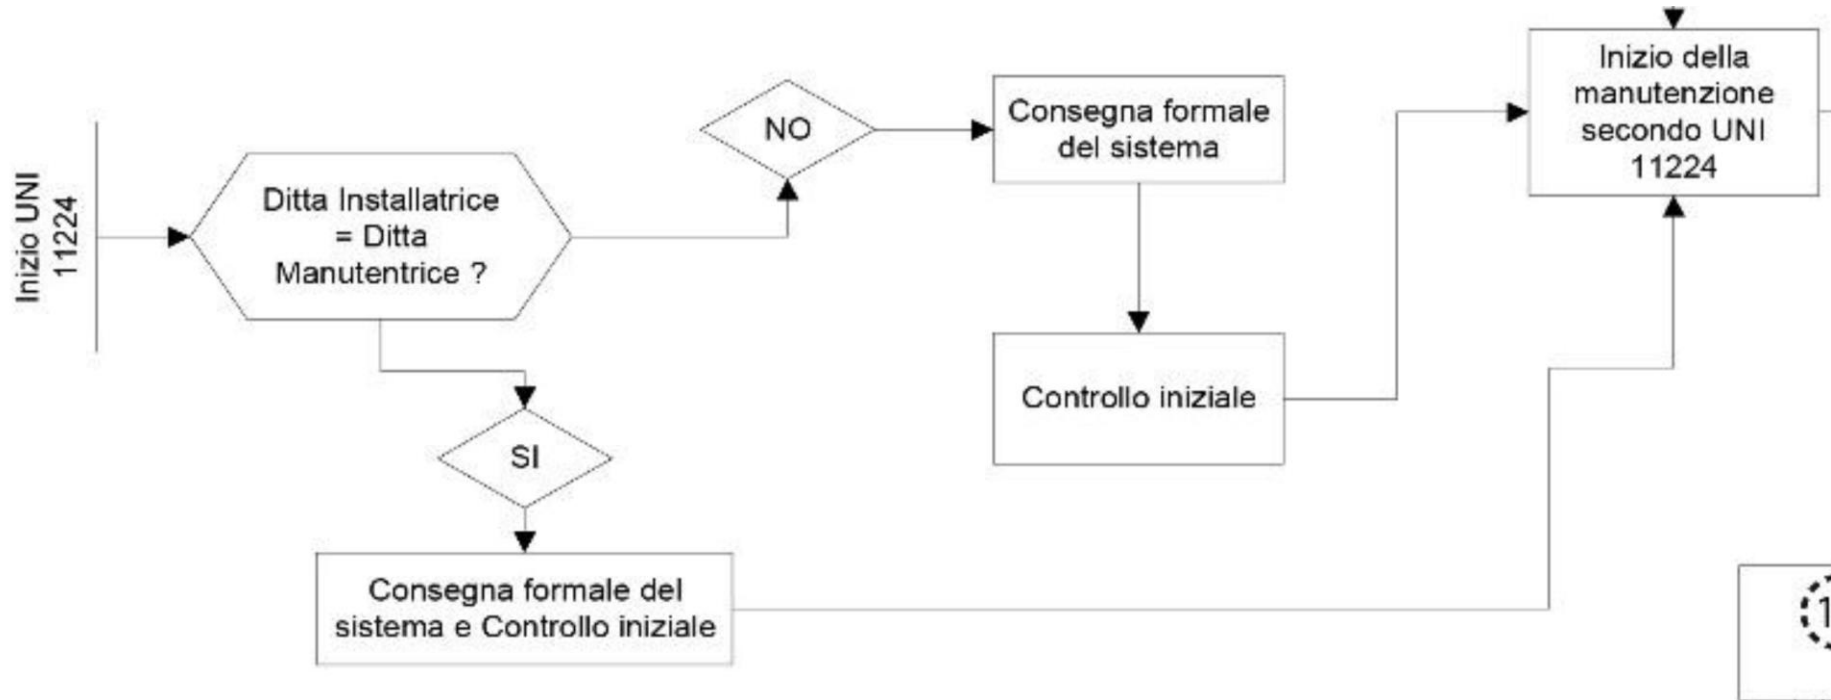 Inizio UNI
11224
Ditta Installatrice
= Ditta
Manutentrice ?
NO
Consegna formale
del sistema
Inizio della
manutenzione
secondo UNI
11224
Controllo iniziale
SI
Consegna formale del
sistema e Controllo iniziale
1